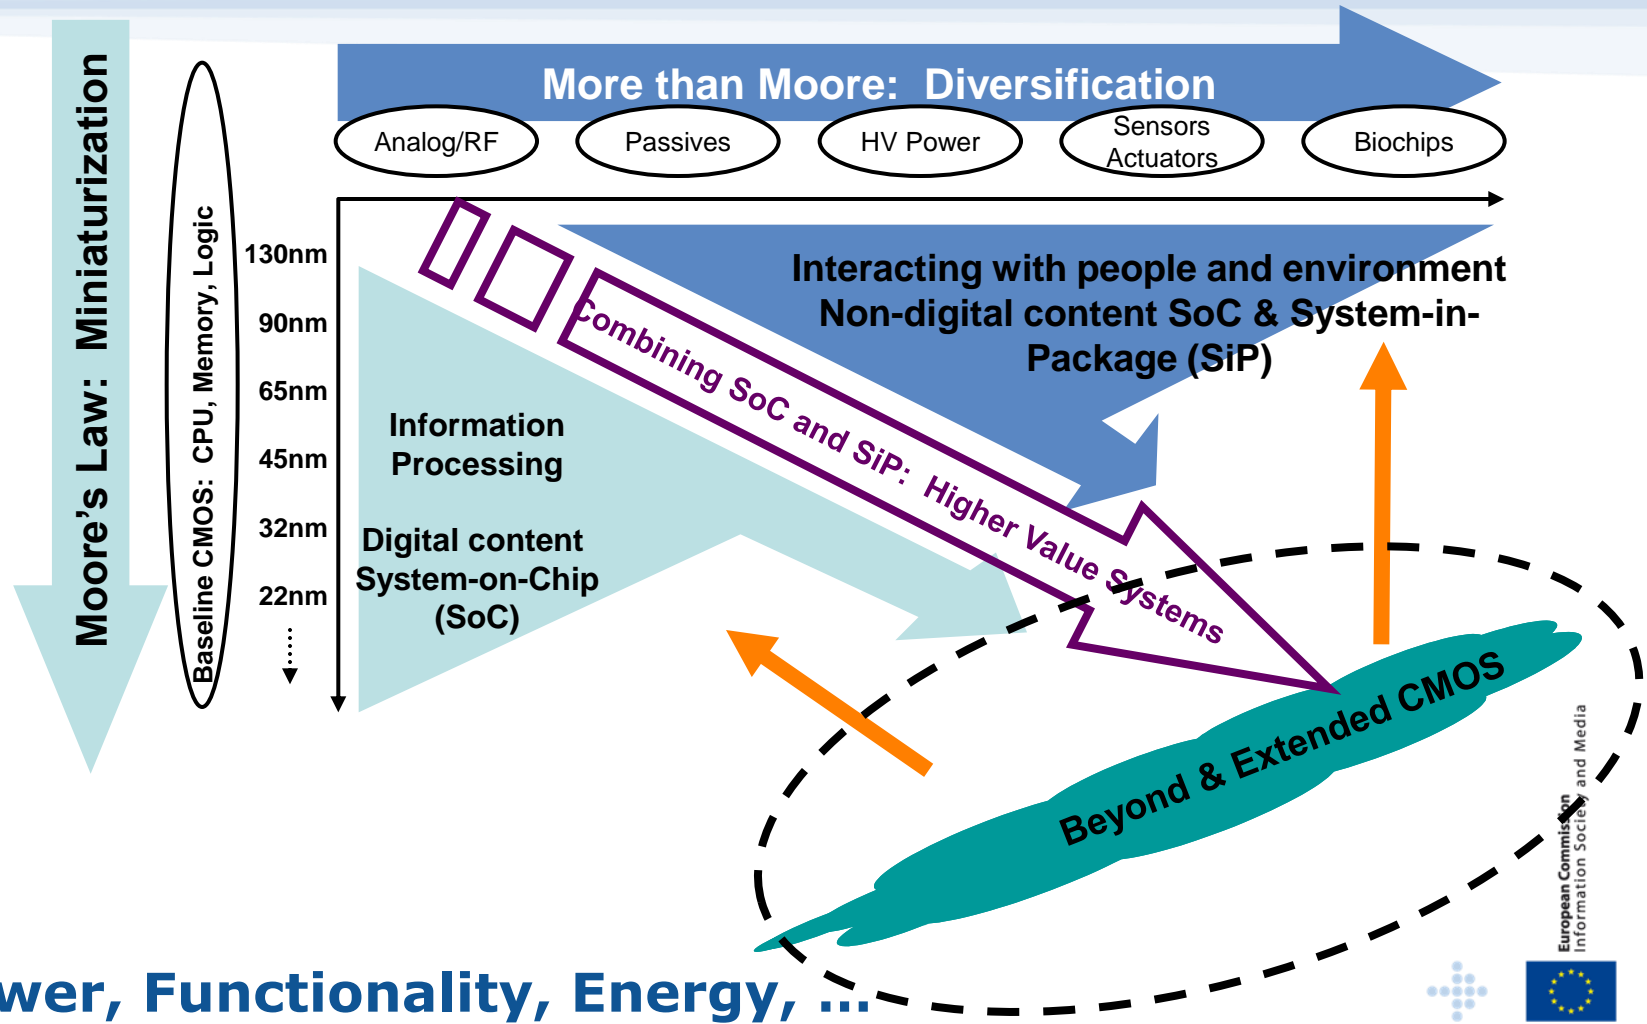 More than Moore:  Diversification
Analog/RF
Passives
HV Power
Sensors
Actuators
Biochips
Moore's Law:  Miniaturization
Baseline CMOS:  CPU, Memory, Logic
130nm
90nm
65nm
45nm
32nm
22nm
Interacting with people and environment
Non-digital content SoC & System-in-
Package (SiP)
Combining SoC and SiP:  Higher Value Systems
Information
Processing
Digital content
System-on-Chip
(SoC)
Beyond & Extended CMOS
European Commission
Information Society and Media
wer, Functionality, Energy, ...